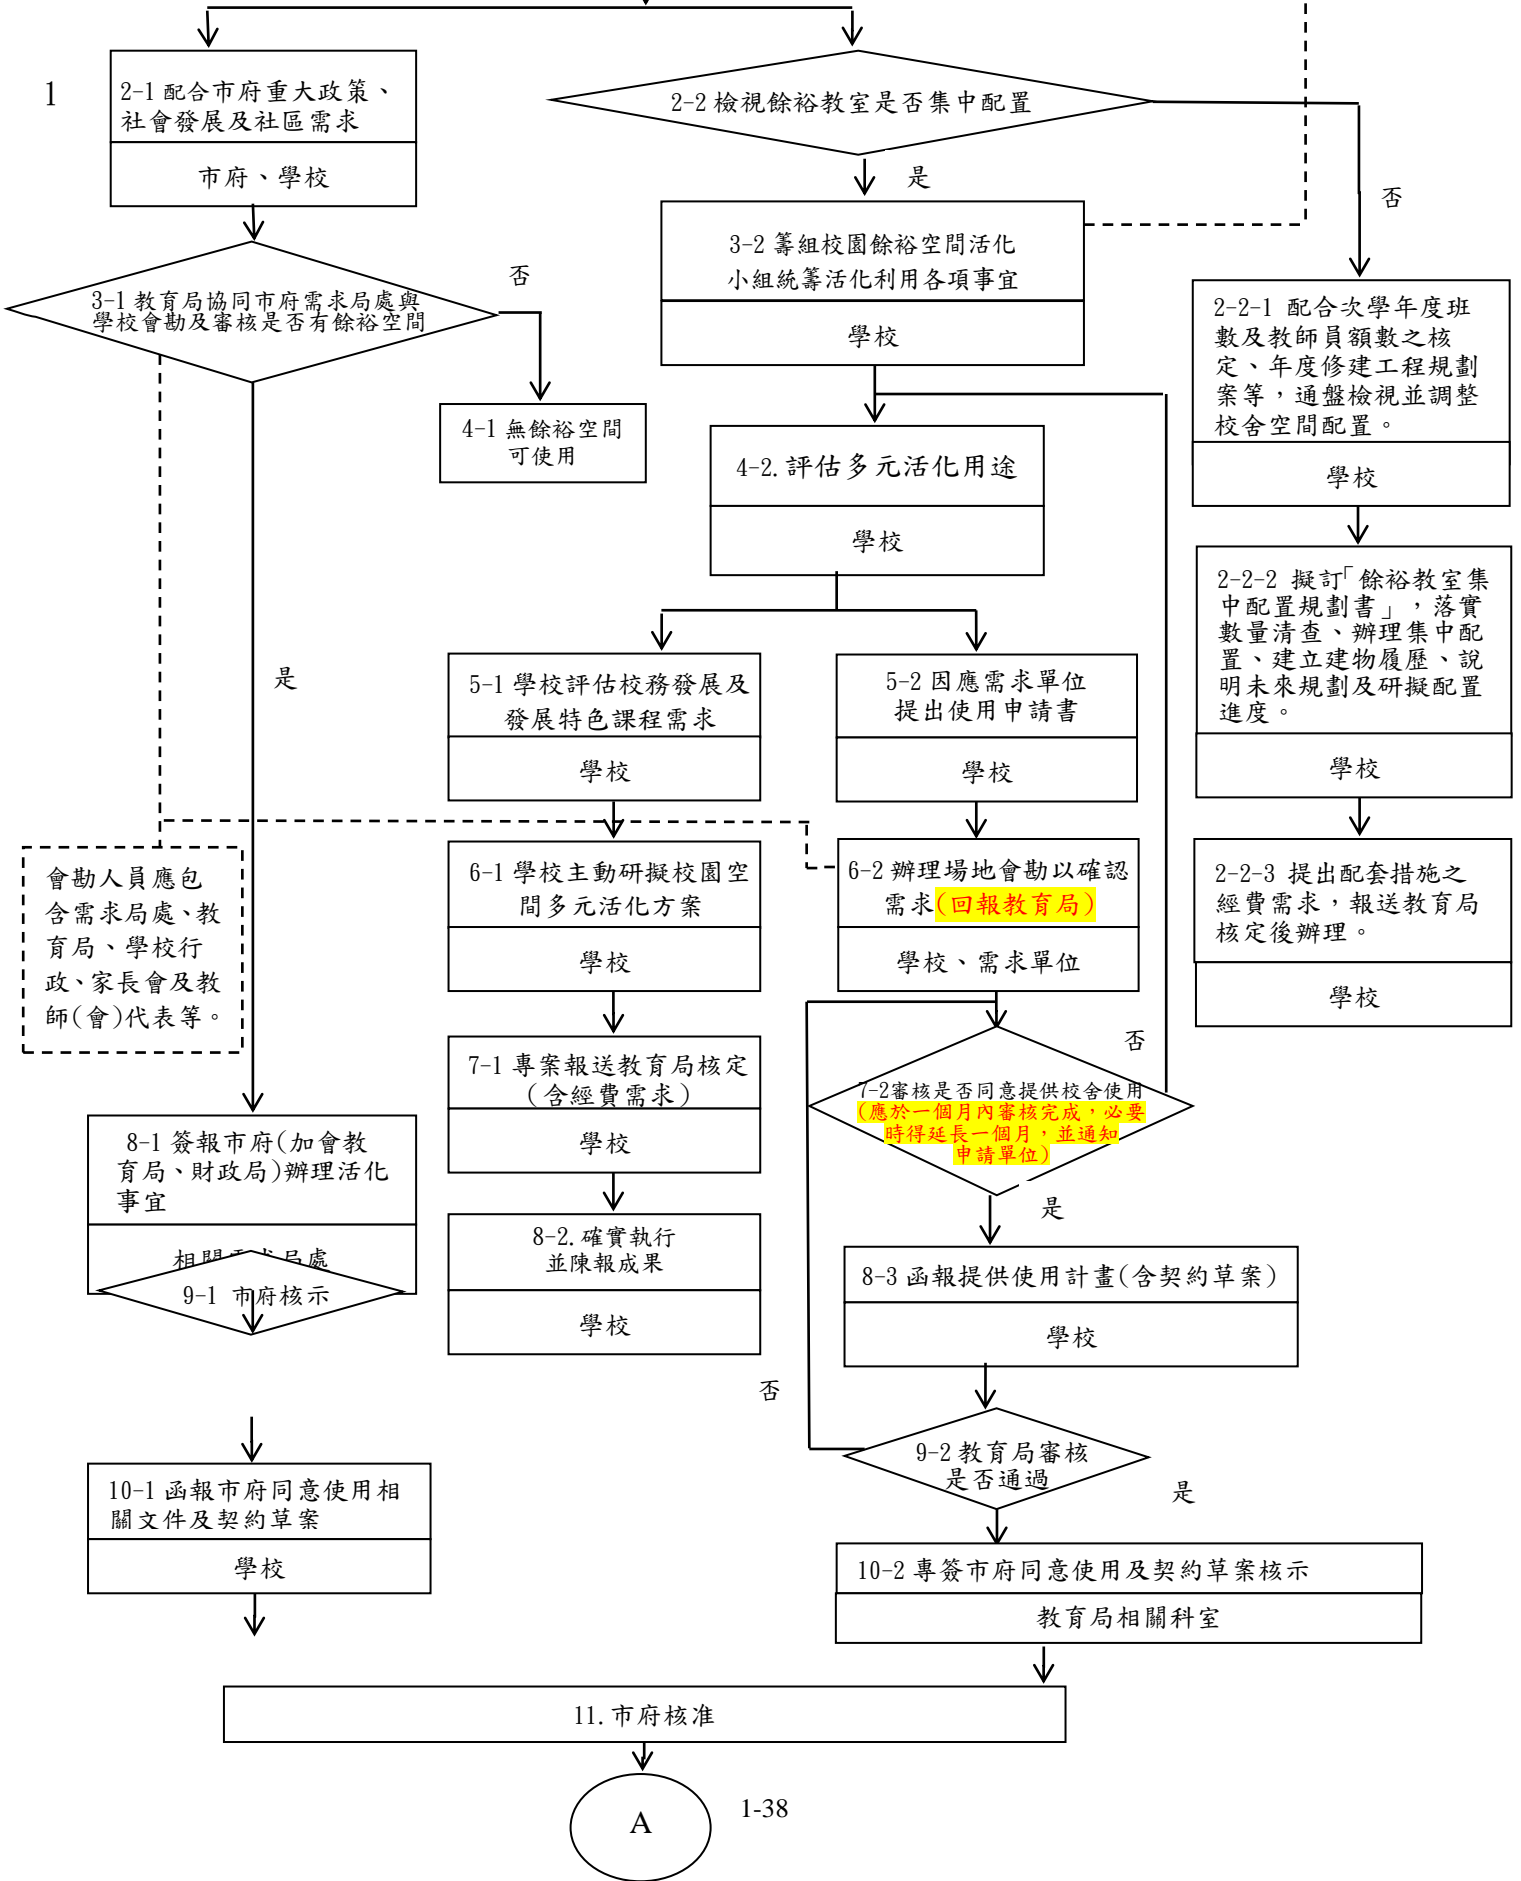 1
2-1 配合市府重大政策、
社會發展及社區需求
市府、學校
2-2 檢視餘裕教室是否集中配置
是
否
3-1 教育局協同市府需求局處與
學校會勘及審核是否有餘裕空間
否
是
4-1 無餘裕空間
可使用
3-2 籌組校園餘裕空間活化
小組統籌活化利用各項事宜
學校
2-2-1 配合次學年度班
數及教師員額數之核
定、年度修建工程規劃
案等，通盤檢視並調整
校舍空間配置。
學校
4-2. 評估多元活化用途
學校
2-2-2 擬訂「餘裕教室集
中配置規劃書」，落實
數量清查、辦理集中配
置、建立建物履歷、說
明未來規劃及研擬配置
進度。
學校
5-1 學校評估校務發展及
發展特色課程需求
學校
5-2 因應需求單位
提出使用申請書
學校
2-2-3 提出配套措施之
經費需求，報送教育局
核定後辦理。
學校
會勘人員應包
含需求局處、教
育局、學校行
政、家長會及教
師(會)代表等。
6-1 學校主動研擬校園空
間多元活化方案
學校
6-2 辦理場地會勘以確認
需求(回報教育局)
學校、需求單位
7-1 專案報送教育局核定
(含經費需求)
學校
否
7-2審核是否同意提供校舍使用
(應於一個月內審核完成，必要
時得延長一個月，並通知
申請單位)
是
8-1 簽報市府(加會教
育局、財政局)辦理活化
事宜
相關需求局處
9-1 市府核示
8-2. 確實執行
並陳報成果
學校
8-3 函報提供使用計畫(含契約草案)
學校
否
9-2 教育局審核
是否通過
是
10-1 函報市府同意使用相
關文件及契約草案
學校
10-2 專簽市府同意使用及契約草案核示
教育局相關科室
11. 市府核准
A
1-38